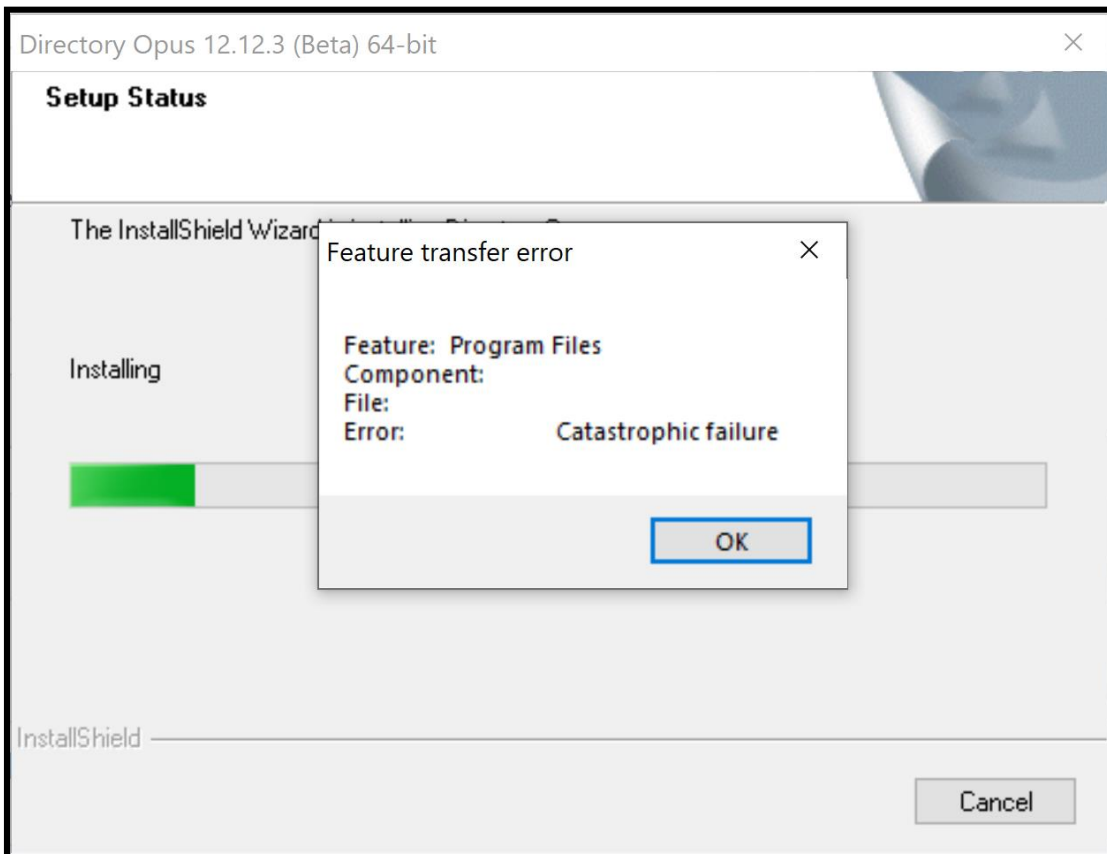 Directory Opus 12.12.3 (Beta) 64-bit
Setup Status
The InstallShield Wizard
Feature transfer error
Feature: Program Files
Component:
File:
Error: Catastrophic failure
Installing
OK
InstallShield
Cancel